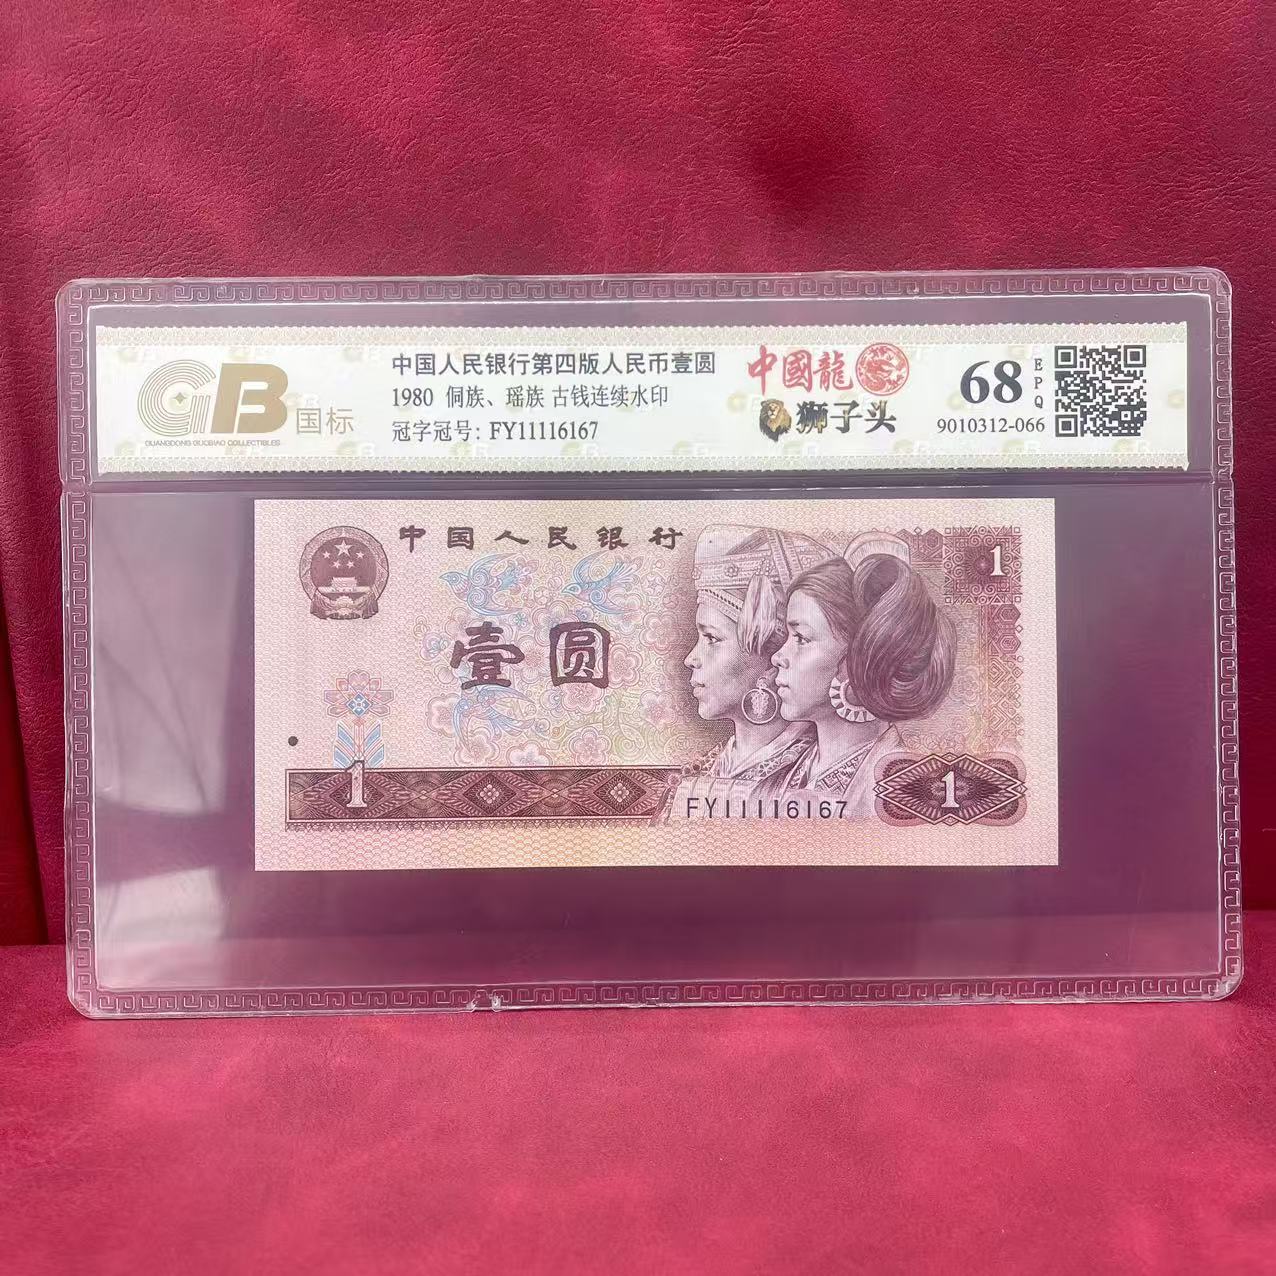 GB 国标
GUANGDONG GUOBIAO COLLECTIBLES
中国人民银行第四版人民币壹圆
1980 侗族、瑶族 古钱连续水印
冠字冠号: FY11116167
中國龍
狮子头
68 EPQ
9010312-066
中国人民银行
1
壹圆
1
FY11116167
1